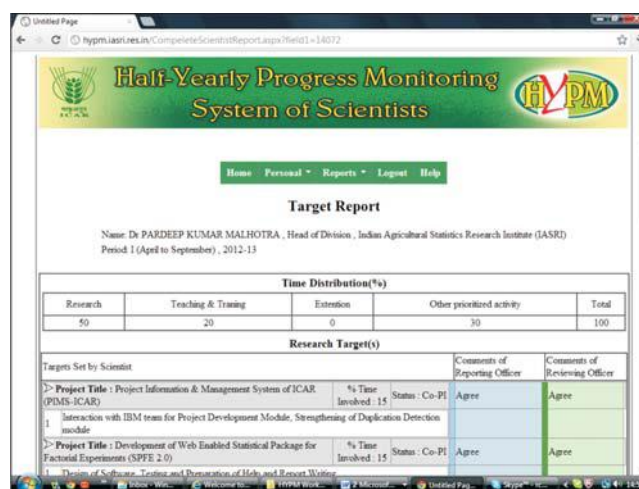 Untitled Page
hypm.iasri.res.in/CompeleteScientistReport.aspx?field1=14072
Half-Yearly Progress Monitoring
System of Scientists
ICAR
HYPM
Home Personal Reports Logout Help
Target Report
Name: Dr PARDEEP KUMAR MALHOTRA , Head of Division , Indian Agricultural Statistics Research Institute (IASRI)
Period: I (April to September) , 2012-13
Time Distribution(%)
Research Teaching & Traning Extention Other prioritized activity Total
50 20 0 30 100
Research Target(s)
Targets Set by Scientist Comments of Reporting Officer Comments of Reviewing Officer
Project Title : Project Information & Management System of ICAR (PIMS-ICAR) % Time Involved : 15 Status : Co-PI Agree Agree
1 Interaction with IBM team for Project Development Module, Strengthening of Duplication Detection module
Project Title : Development of Web Enabled Statistical Package for Factorial Experiments (SPFE 2.0) % Time Involved : 15 Status : Co-PI Agree Agree
1 Design of Software, Testing and Preparation of Help and Report Writing
Inbox - Win... Welcome to... HYPM Work... 2 Microsof... Untitled Pag... Skype